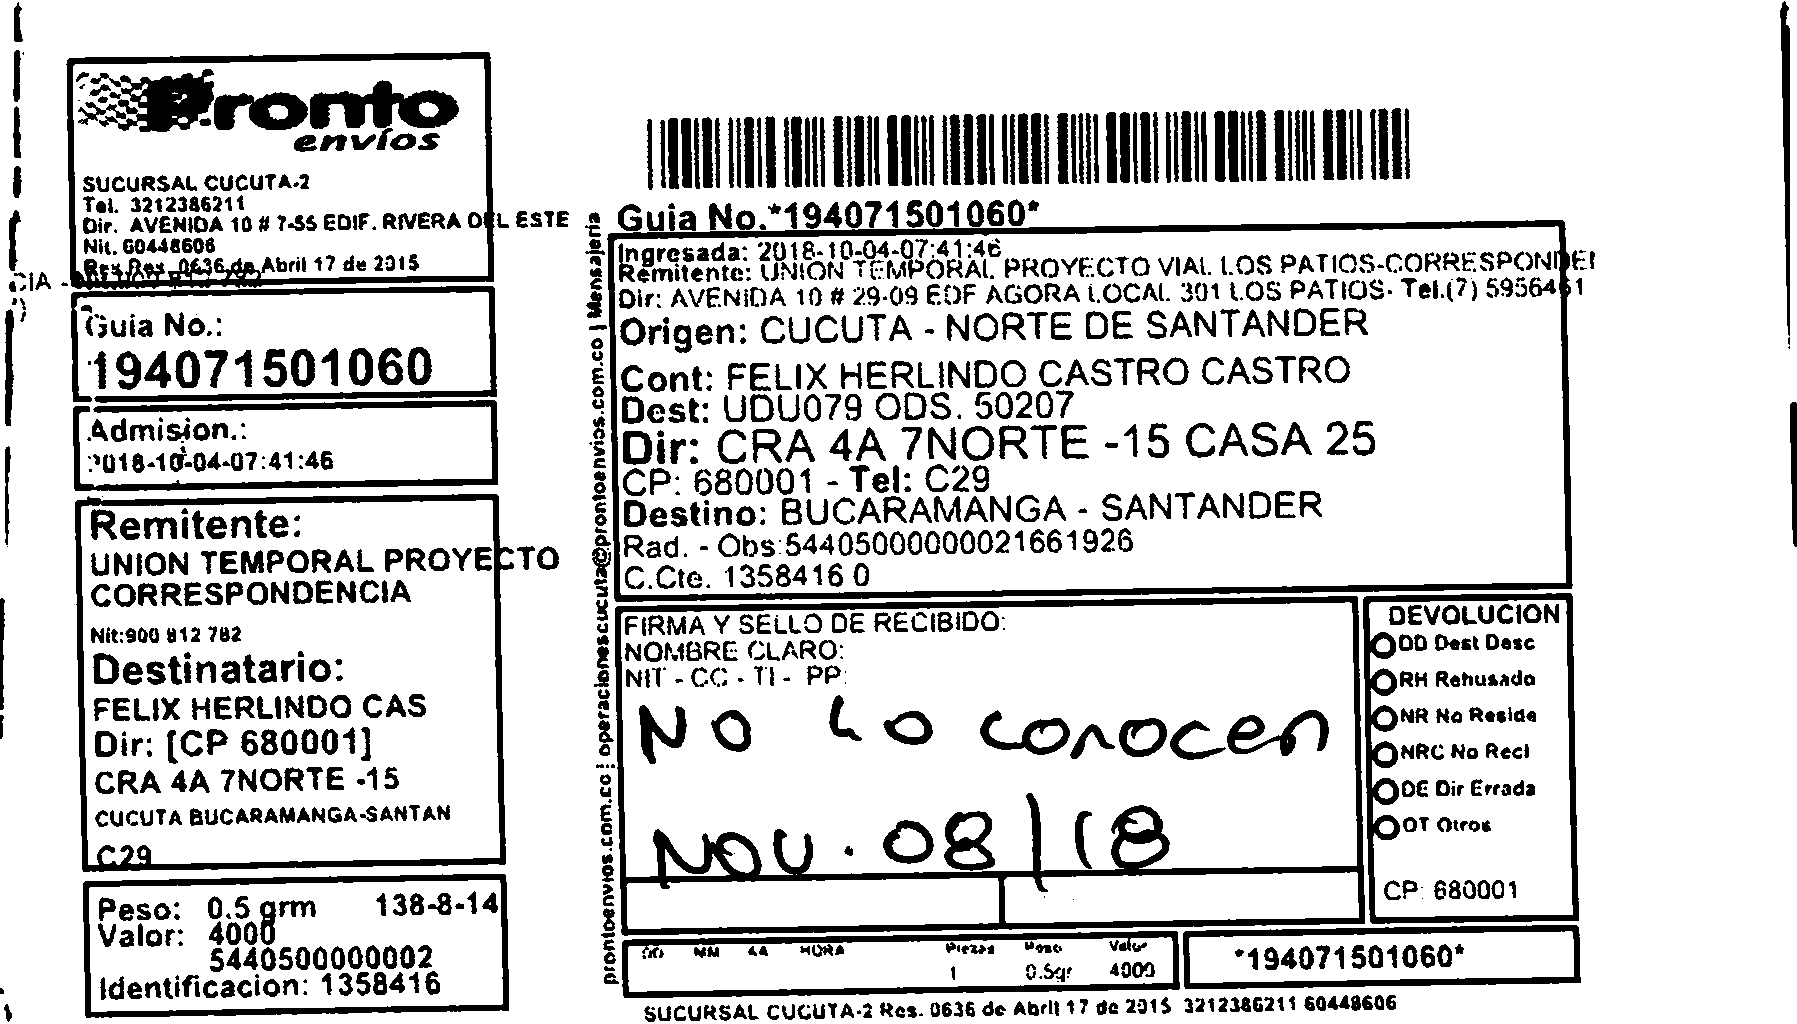 Pronto
envíos
SUCURSAL CUCUTA-2
Tel. 3212386211
Dir. AVENIDA 10 # 7-55 EDIF. RIVERA DEL ESTE
Nit. 60448606
Res Res. 0636 de Abril 17 de 2015
CIA -
Guia No.:
194071501060
Admision.:
2018-10-04-07:41:46
Remitente:
UNION TEMPORAL PROYECTO
CORRESPONDENCIA
Nit:900 812 782
Destinatario:
FELIX HERLINDO CAS
Dir: [CP 680001]
CRA 4A 7NORTE -15
CUCUTA BUCARAMANGA-SANTAN
C29
Peso: 0.5 grm 138-8-14
Valor: 4000
5440500000002
Identificacion: 1358416
prontoenvios.com.co | operacionescucuta@prontoenvios.com.co | Mensajeria
Guia No.*194071501060*
Ingresada: 2018-10-04-07:41:46
Remitente: UNION TEMPORAL PROYECTO VIAL LOS PATIOS-CORRESPONDEI
Dir: AVENIDA 10 # 29-09 EDF AGORA LOCAL 301 LOS PATIOS- Tel.(7) 5956461
Origen: CUCUTA - NORTE DE SANTANDER
Cont: FELIX HERLINDO CASTRO CASTRO
Dest: UDU079 ODS. 50207
Dir: CRA 4A 7NORTE -15 CASA 25
CP: 680001 - Tel: C29
Destino: BUCARAMANGA - SANTANDER
Rad. - Obs:54405000000021661926
C.Cte. 1358416 0
FIRMA Y SELLO DE RECIBIDO:
NOMBRE CLARO:
NIT - CC - TI - PP:
No Lo conocen
NOV. 08/18
DEVOLUCION
DD Dest Desc
RH Rehusado
NR No Reside
NRC No Recl
DE Dir Errada
OT Otros
CP: 680001
DD MM AA HORA Piezas Peso Valor
1 0.5gr 4000
*194071501060*
SUCURSAL CUCUTA-2 Res. 0636 de Abril 17 de 2015 3212386211 60448606